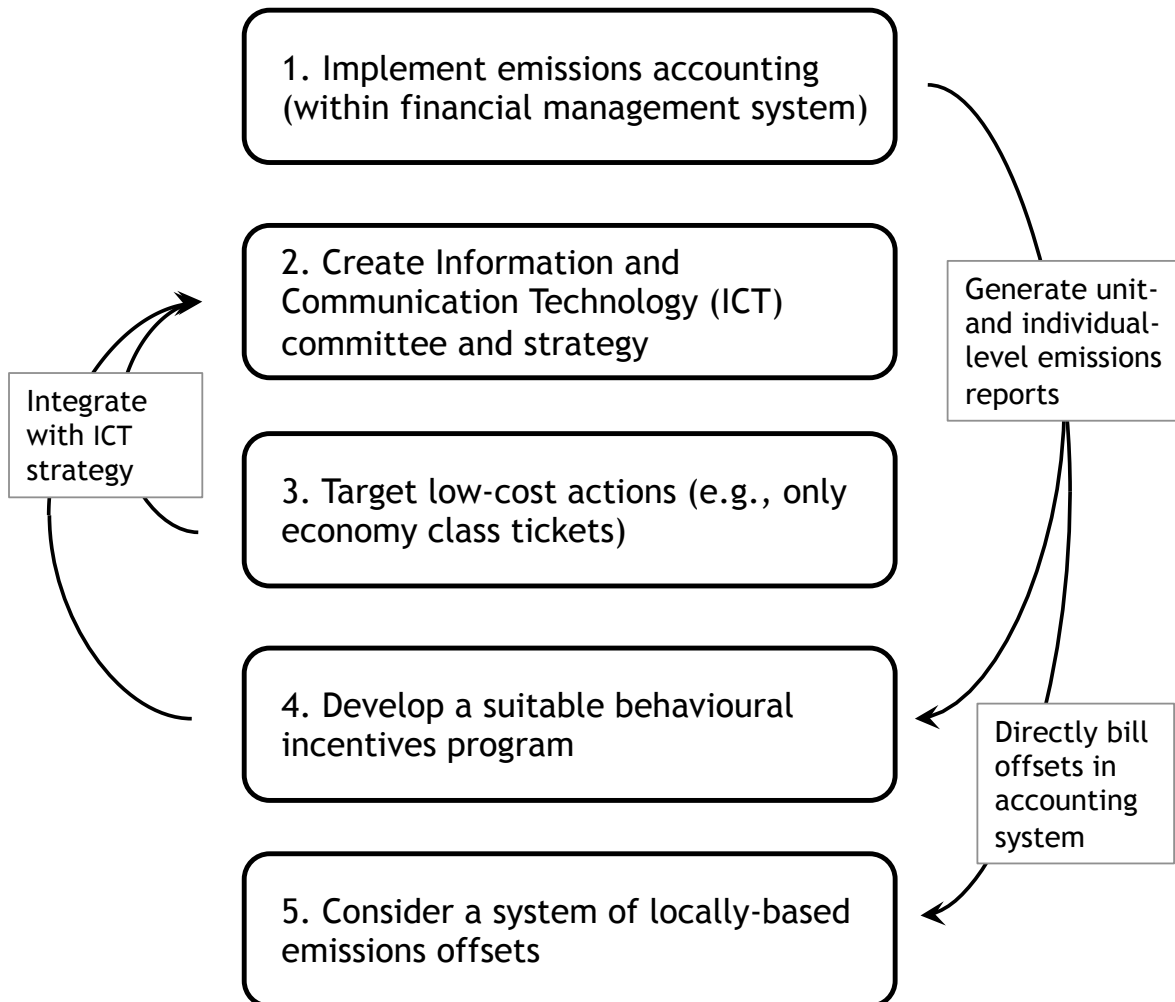 1. Implement emissions accounting
(within financial management system)
2. Create Information and
Communication Technology (ICT)
committee and strategy
Generate unit-
and individual-
level emissions
reports
Integrate
with ICT
strategy
3. Target low-cost actions (e.g., only
economy class tickets)
4. Develop a suitable behavioural
incentives program
Directly bill
offsets in
accounting
system
5. Consider a system of locally-based
emissions offsets